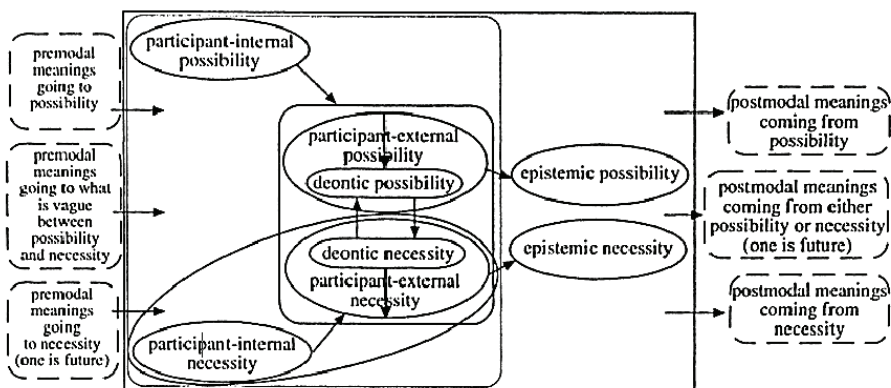 premodal
meanings
going to
possibility
premodal
meanings
going to what
is vague
between
possibility
and necessity
premodal
meanings
going
to necessity
(one is future)
participant-internal
possibility
participant-external
possibility
deontic possibility
deontic necessity
participant-external
necessity
participant-internal
necessity
epistemic possibility
epistemic necessity
postmodal meanings
coming from
possibility
postmodal meanings
coming from either
possibility or necessity
(one is future)
postmodal meanings
coming from
necessity